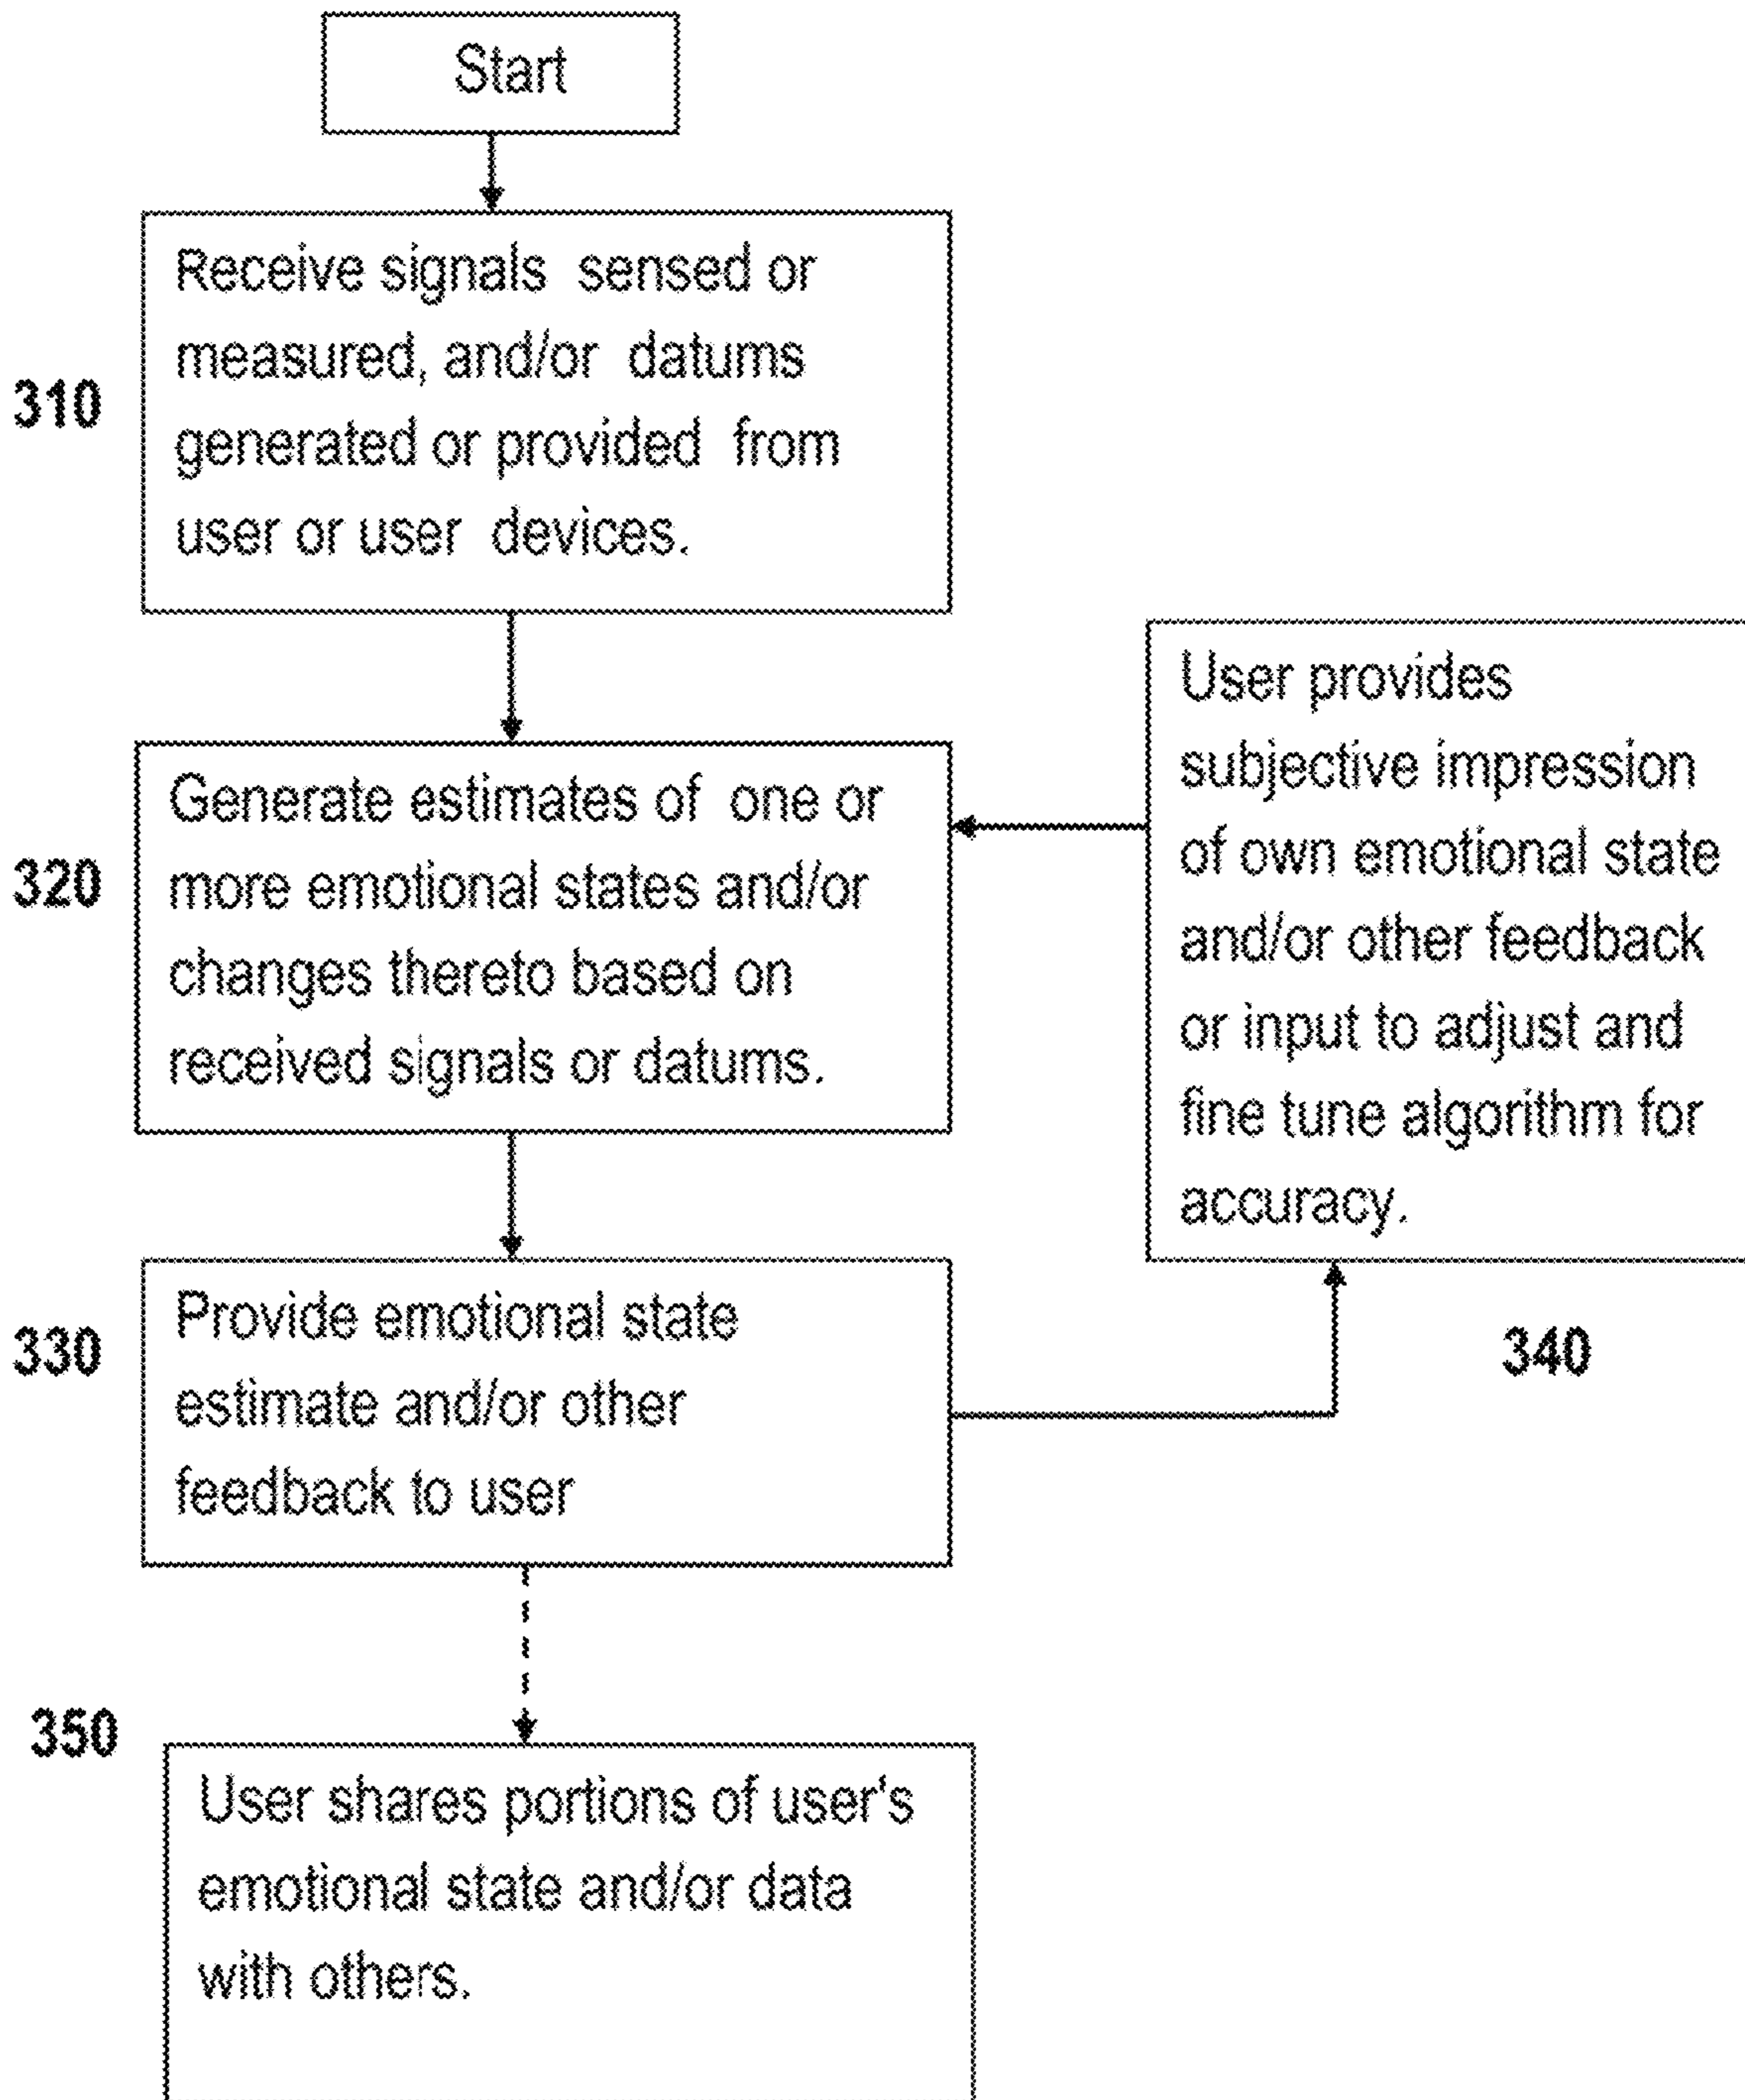 Start
310
Receive signals sensed or
measured, and/or datums
generated or provided from
user or user devices.
320
Generate estimates of one or
more emotional states and/or
changes thereto based on
received signals or datums.
User provides
subjective impression
of own emotional state
and/or other feedback
or input to adjust and
fine tune algorithm for
accuracy.
340
330
Provide emotional state
estimate and/or other
feedback to user
350
User shares portions of user's
emotional state and/or data
with others.